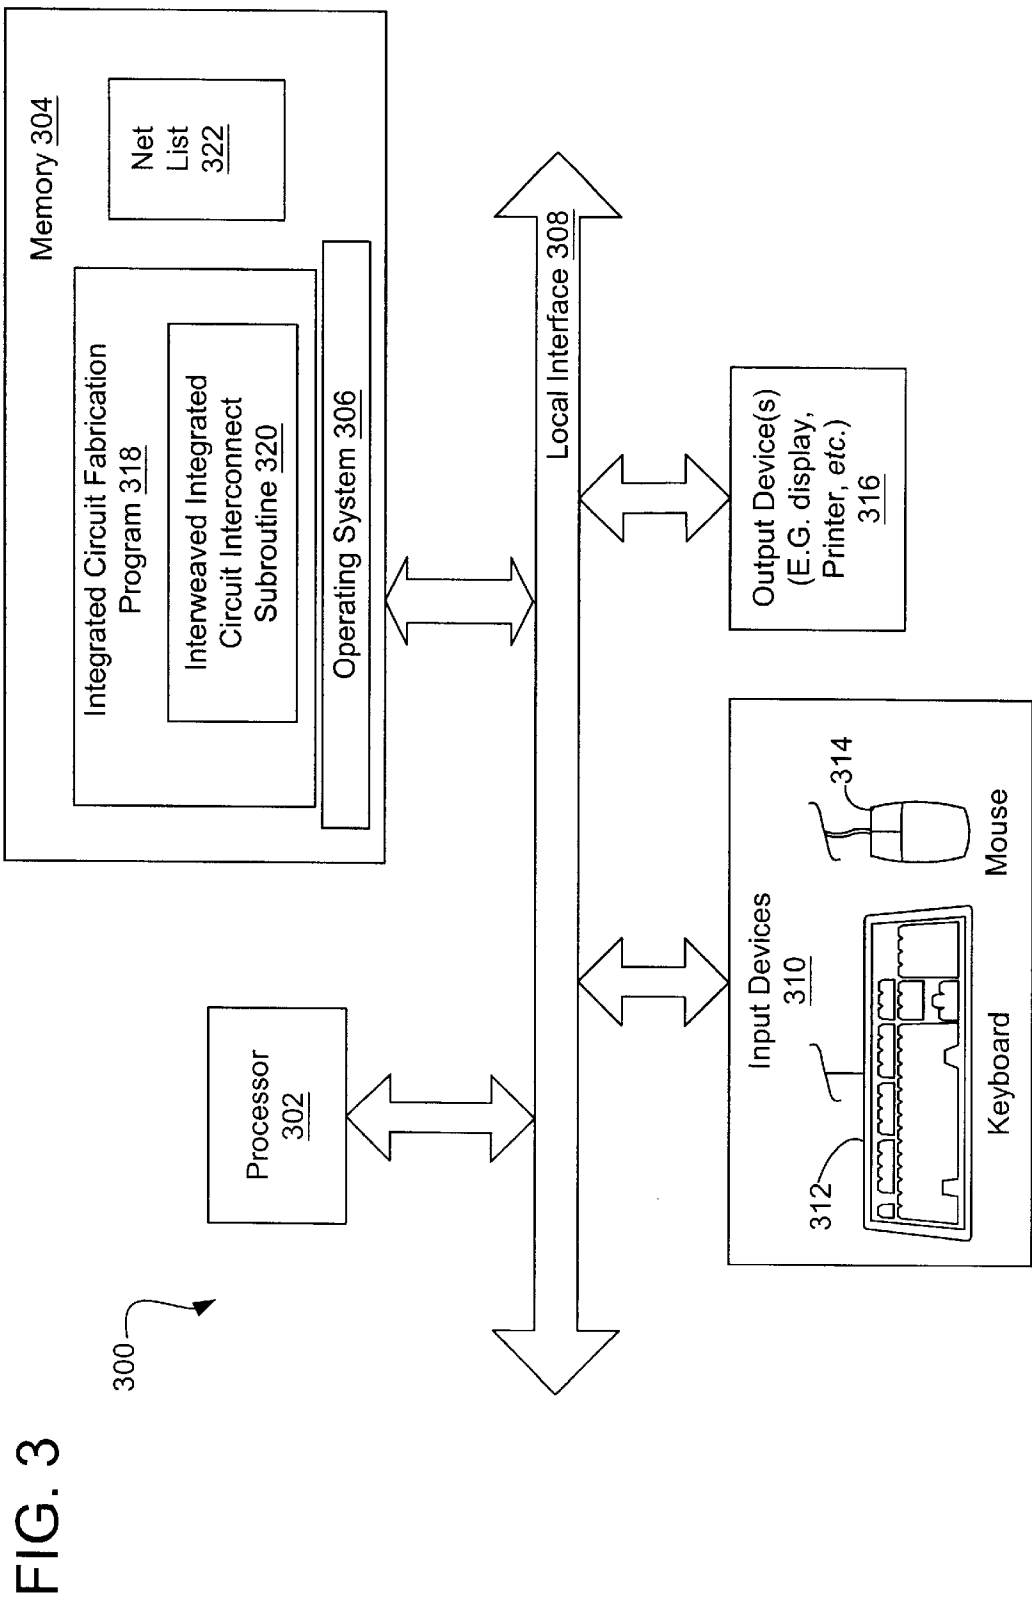 FIG. 3
300
Processor
302
Memory 304
Integrated Circuit Fabrication
Program 318
Interweaved Integrated
Circuit Interconnect
Subroutine 320
Net
List
322
Operating System 306
Local Interface 308
Input Devices
310
312
Keyboard
314
Mouse
Output Device(s)
(E.G. display,
Printer, etc.)
316